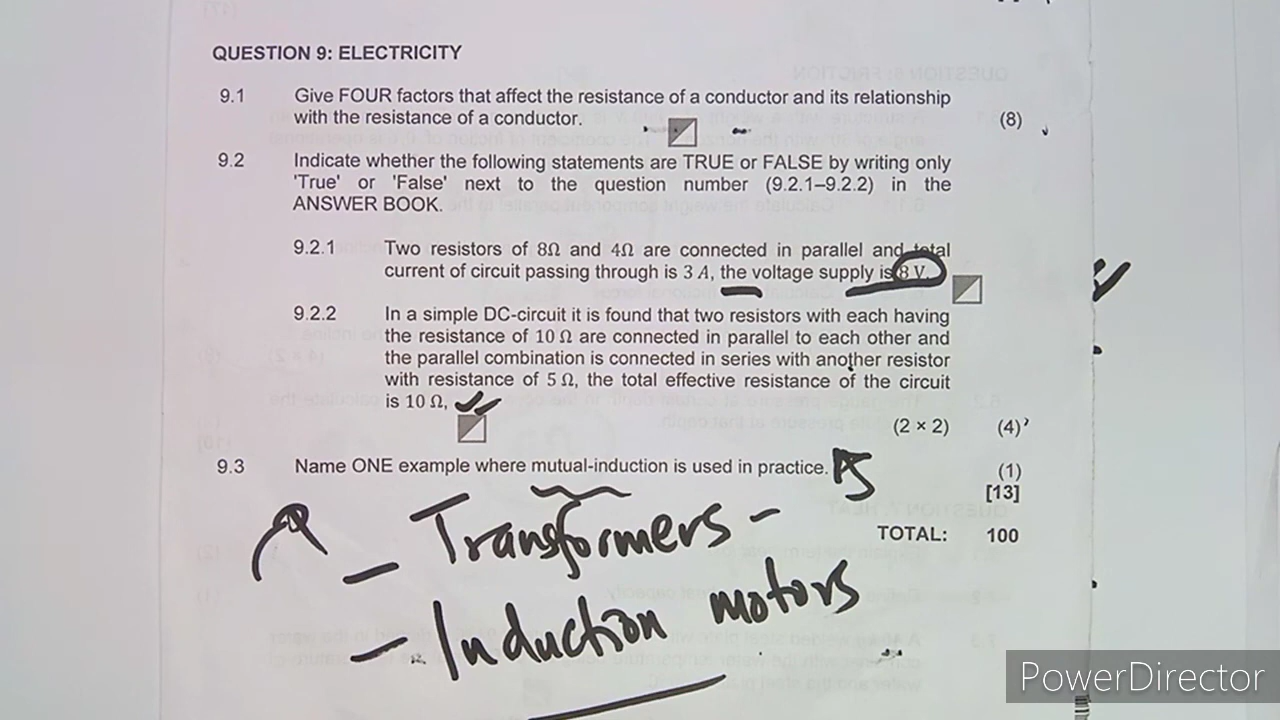 QUESTION 9: ELECTRICITY
9.1 Give FOUR factors that affect the resistance of a conductor and its relationship
with the resistance of a conductor. (8)
9.2 Indicate whether the following statements are TRUE or FALSE by writing only
'True' or 'False' next to the question number (9.2.1–9.2.2) in the
ANSWER BOOK.
9.2.1 Two resistors of 8Ω and 4Ω are connected in parallel and total
current of circuit passing through is 3 A, the voltage supply is 8 V.
9.2.2 In a simple DC-circuit it is found that two resistors with each having
the resistance of 10 Ω are connected in parallel to each other and
the parallel combination is connected in series with another resistor
with resistance of 5 Ω, the total effective resistance of the circuit
is 10 Ω,
(2 × 2) (4)
9.3 Name ONE example where mutual-induction is used in practice. (1)
[13]
TOTAL: 100
- Transformers -
- Induction motors
PowerDirector